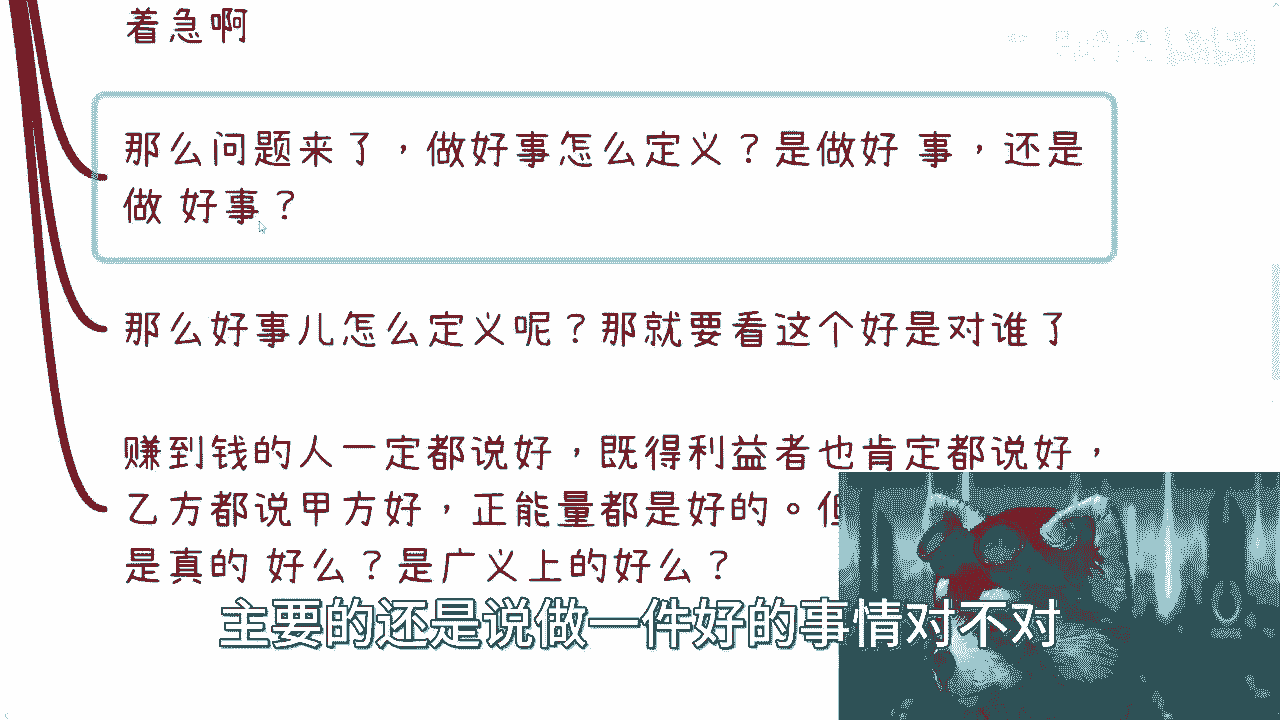 着急啊
那么问题来了，做好事怎么定义？是做好 事，还是
做 好事？
那么好事儿怎么定义呢？那就要看这个好是对谁了
赚到钱的人一定都说好，既得利益者也肯定都说好，
乙方都说甲方好，正能量都是好的。但
是真的 好么？是广义上的好么？
主要的还是说做一件好的事情对不对